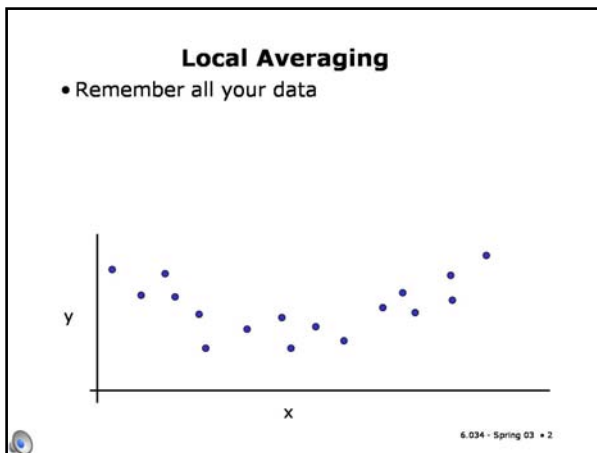 Local Averaging
• Remember all your data
y
x
6.034 - Spring 03 • 2